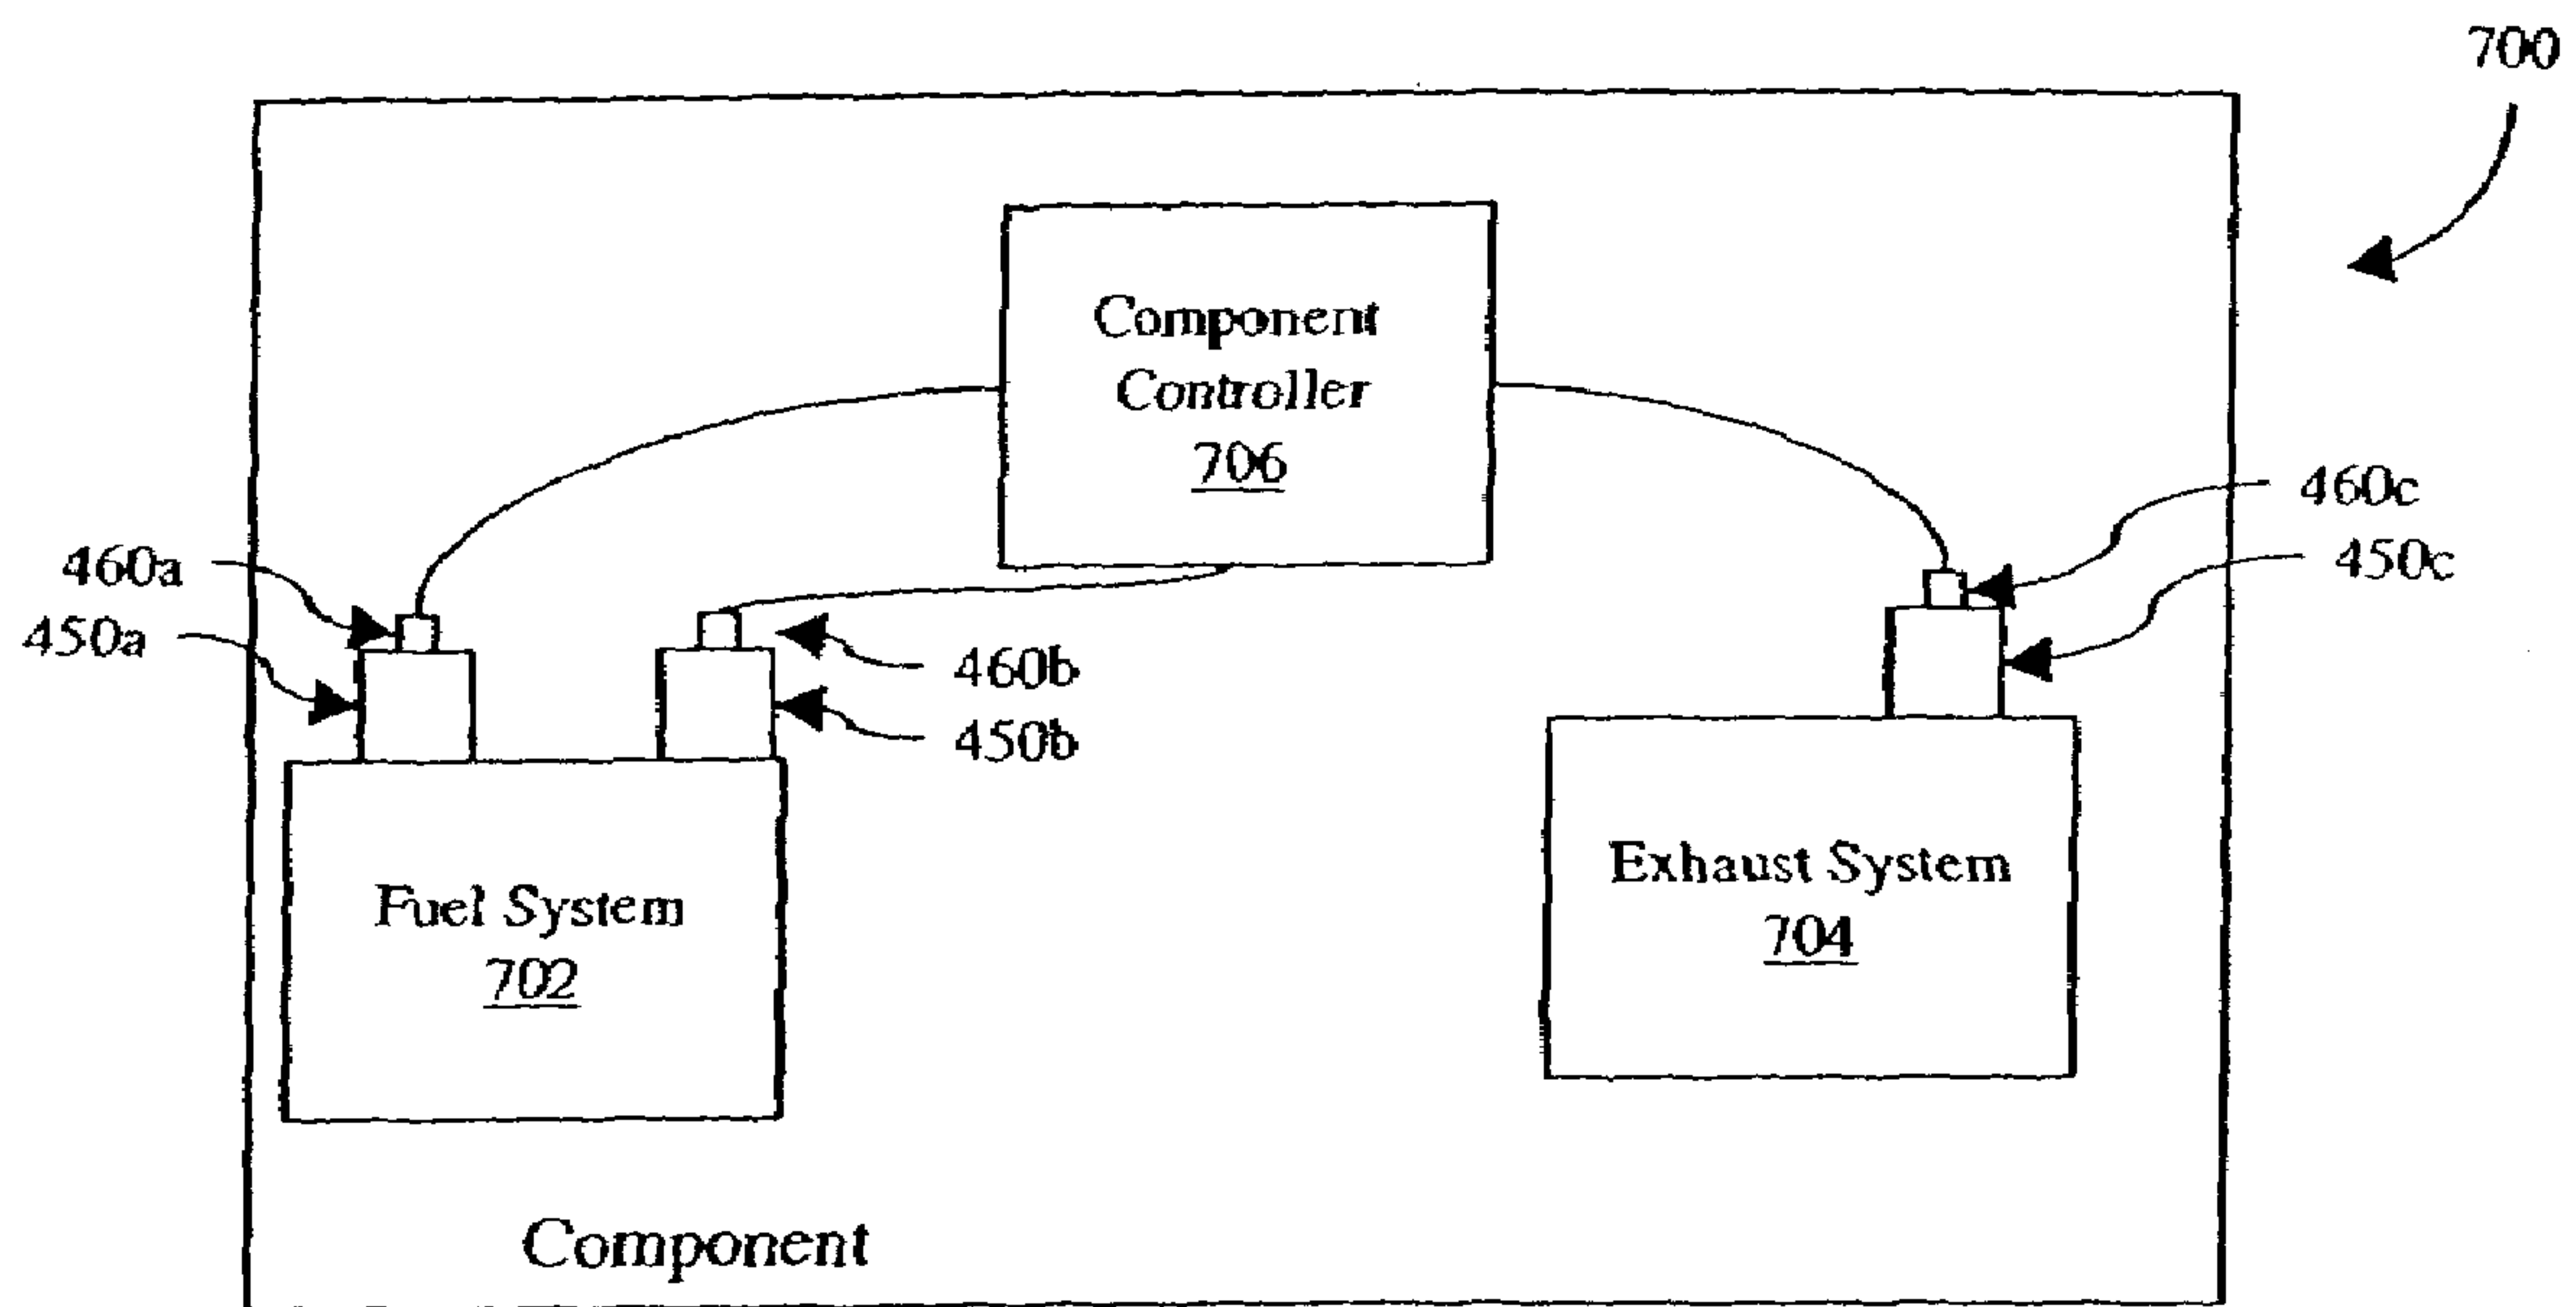 700
Component
Controller
706
460c
450c
460a
450a
460b
450b
Exhaust System
704
Fuel System
702
Component